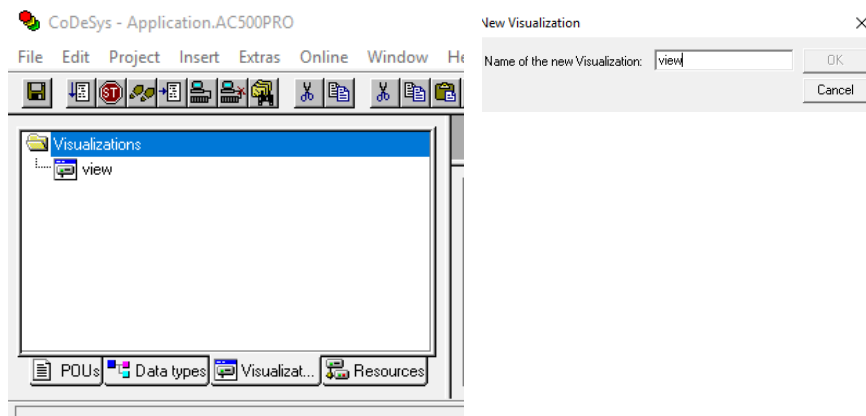 CoDeSys - Application.AC500PRO
File Edit Project Insert Extras Online Window He
ST
Visualizations
view
POUs Data types Visualizat... Resources
New Visualization
Name of the new Visualization: view OK
Cancel